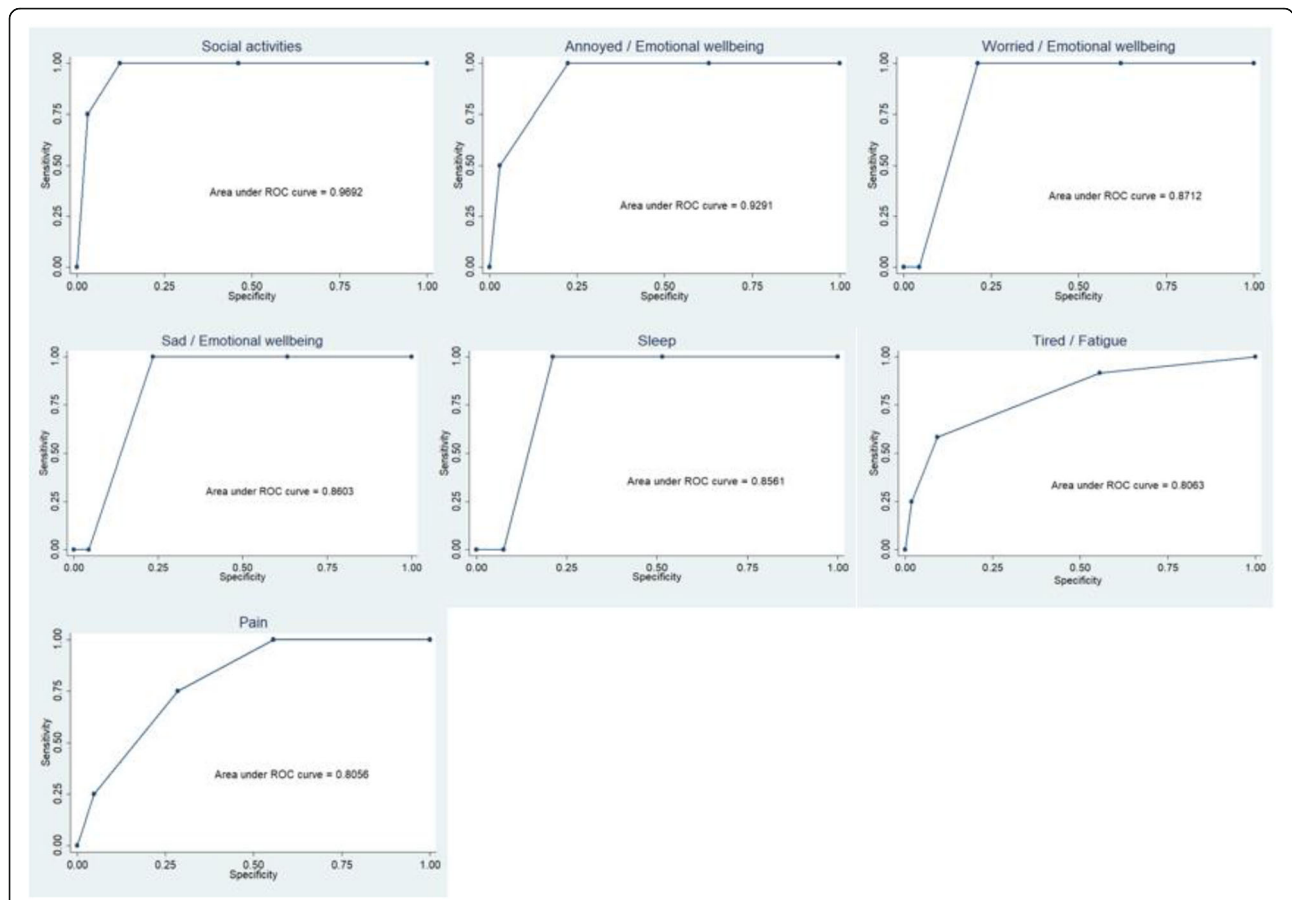 Social activities
1.00
0.75
0.50
0.25
0.00
Sensitivity
Area under ROC curve = 0.9692
0.00 0.25 0.50 0.75 1.00
Specificity
Annoyed / Emotional wellbeing
1.00
0.75
0.50
0.25
0.00
Sensitivity
Area under ROC curve = 0.9291
0.00 0.25 0.50 0.75 1.00
Specificity
Worried / Emotional wellbeing
1.00
0.75
0.50
0.25
0.00
Sensitivity
Area under ROC curve = 0.8712
0.00 0.25 0.50 0.75 1.00
Specificity
Sad / Emotional wellbeing
1.00
0.75
0.50
0.25
0.00
Sensitivity
Area under ROC curve = 0.8603
0.00 0.25 0.50 0.75 1.00
Specificity
Sleep
1.00
0.75
0.50
0.25
0.00
Sensitivity
Area under ROC curve = 0.8561
0.00 0.25 0.50 0.75 1.00
Specificity
Tired / Fatigue
1.00
0.75
0.50
0.25
0.00
Sensitivity
Area under ROC curve = 0.8063
0.00 0.25 0.50 0.75 1.00
Specificity
Pain
1.00
0.75
0.50
0.25
0.00
Sensitivity
Area under ROC curve = 0.8056
0.00 0.25 0.50 0.75 1.00
Specificity